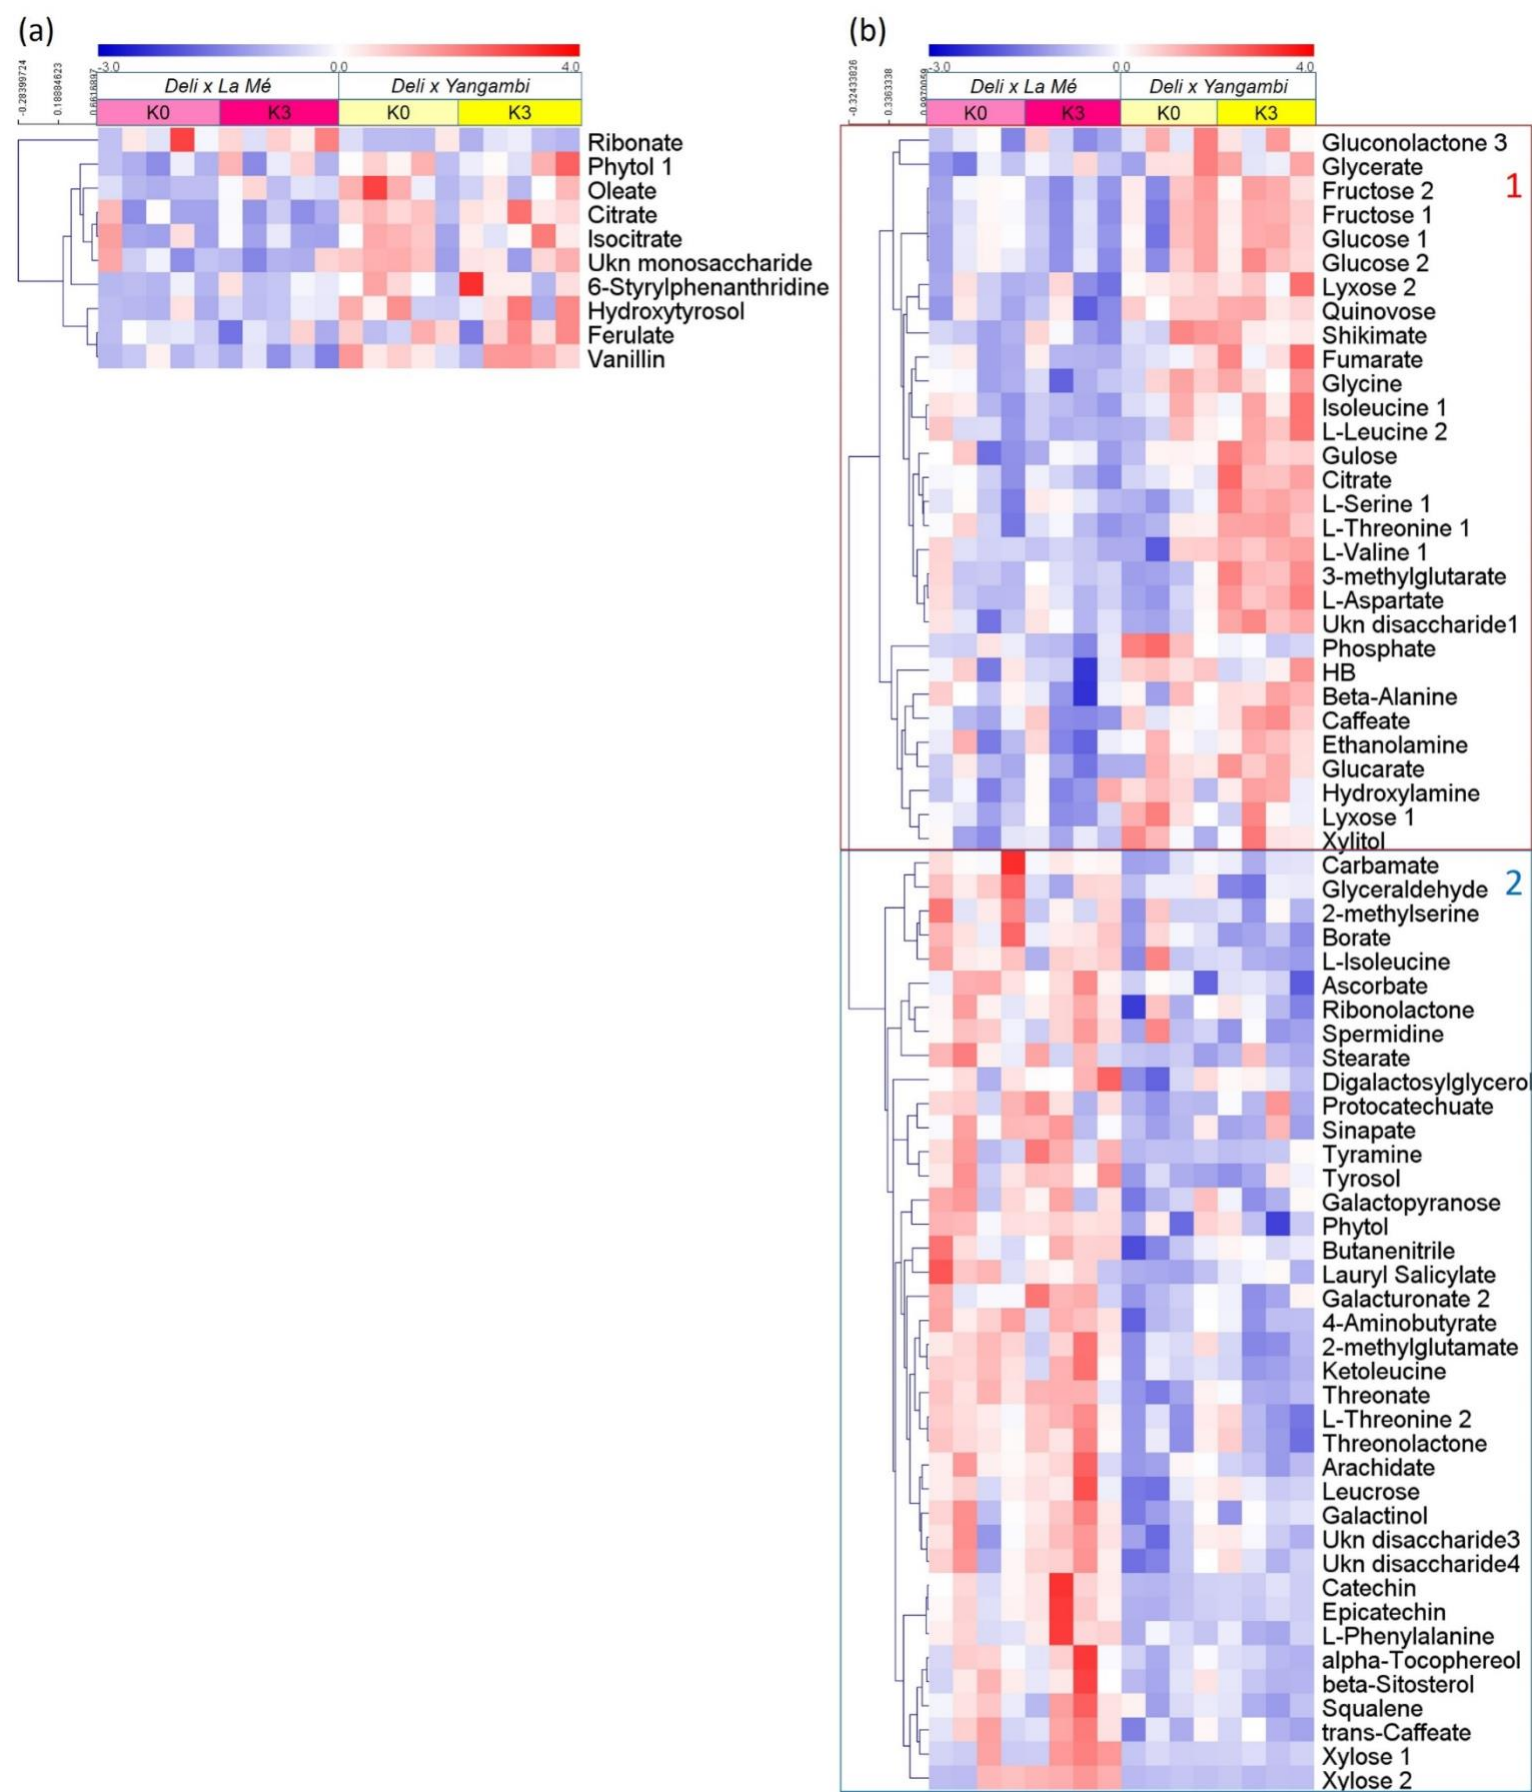 (a)
-3.0 0.0 4.0
-0.28399724
0.18884623
Deli x La Mé Deli x Yangambi
K0 K3 K0 K3
Ribonate
Phytol 1
Oleate
Citrate
Isocitrate
Ukn monosaccharide
6-Styrylphenanthridine
Hydroxytyrosol
Ferulate
Vanillin
(b)
-3.0 0.0 4.0
-0.32433826
0.3363338
Deli x La Mé Deli x Yangambi
K0 K3 K0 K3
1
Gluconolactone 3
Glycerate
Fructose 2
Fructose 1
Glucose 1
Glucose 2
Lyxose 2
Quinovose
Shikimate
Fumarate
Glycine
Isoleucine 1
L-Leucine 2
Gulose
Citrate
L-Serine 1
L-Threonine 1
L-Valine 1
3-methylglutarate
L-Aspartate
Ukn disaccharide1
Phosphate
HB
Beta-Alanine
Caffeate
Ethanolamine
Glucarate
Hydroxylamine
Lyxose 1
Xylitol
2
Carbamate
Glyceraldehyde
2-methylserine
Borate
L-Isoleucine
Ascorbate
Ribonolactone
Spermidine
Stearate
Digalactosylglycerol
Protocatechuate
Sinapate
Tyramine
Tyrosol
Galactopyranose
Phytol
Butanenitrile
Lauryl Salicylate
Galacturonate 2
4-Aminobutyrate
2-methylglutamate
Ketoleucine
Threonate
L-Threonine 2
Threonolactone
Arachidate
Leucrose
Galactinol
Ukn disaccharide3
Ukn disaccharide4
Catechin
Epicatechin
L-Phenylalanine
alpha-Tocophereol
beta-Sitosterol
Squalene
trans-Caffeate
Xylose 1
Xylose 2